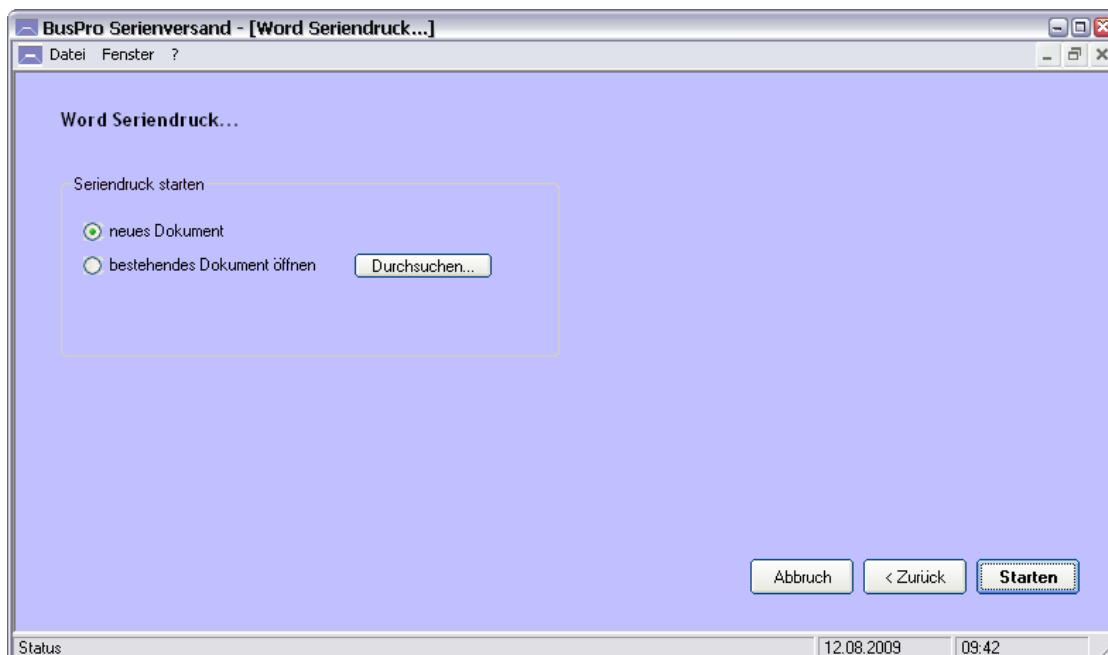 BusPro Serienversand - [Word Seriendruck...]
Datei Fenster ?
Word Seriendruck...
Seriendruck starten
neues Dokument
bestehendes Dokument öffnen Durchsuchen...
Abbruch < Zurück Starten
Status 12.08.2009 09:42